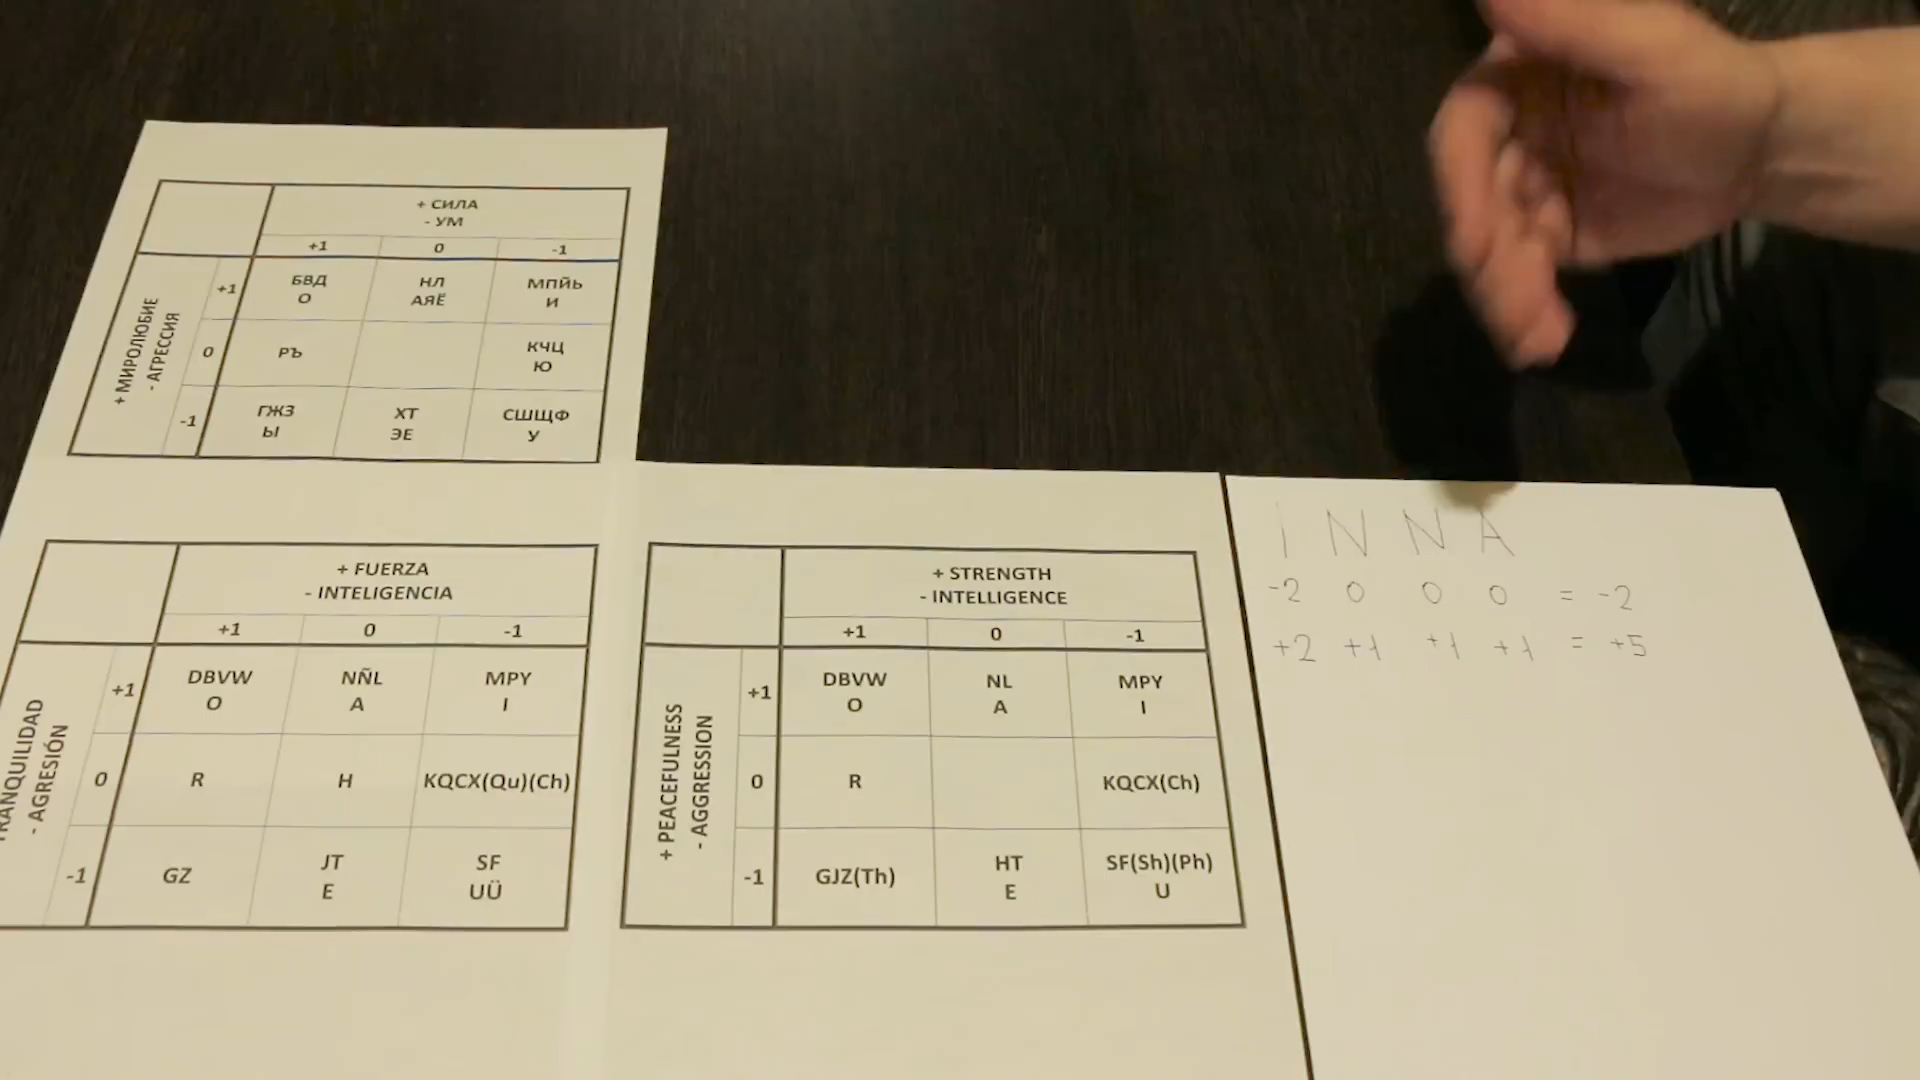 + СИЛА
- УМ
+1 0 -1
+ МИРОЛЮБИЕ
- АГРЕССИЯ
+1
БВД
О
НЛ
АЯЁ
МПЙЬ
И
0
РЪ
КЧЦ
Ю
-1
ГЖЗ
Ы
ХТ
ЭЕ
СШЩФ
У
+ FUERZA
- INTELIGENCIA
+1 0 -1
- AGRESIÓN
+1
DBVW
O
NÑL
A
MPY
I
0
R
H
KQCX(Qu)(Ch)
-1
GZ
JT
E
SF
UÜ
+ STRENGTH
- INTELLIGENCE
+1 0 -1
+ PEACEFULNESS
- AGGRESSION
+1
DBVW
O
NL
A
MPY
I
0
R
KQCX(Ch)
-1
GJZ(Th)
HT
E
SF(Sh)(Ph)
U
I N N A
-2 0 0 0 = -2
+2 +1 +1 +1 = +5